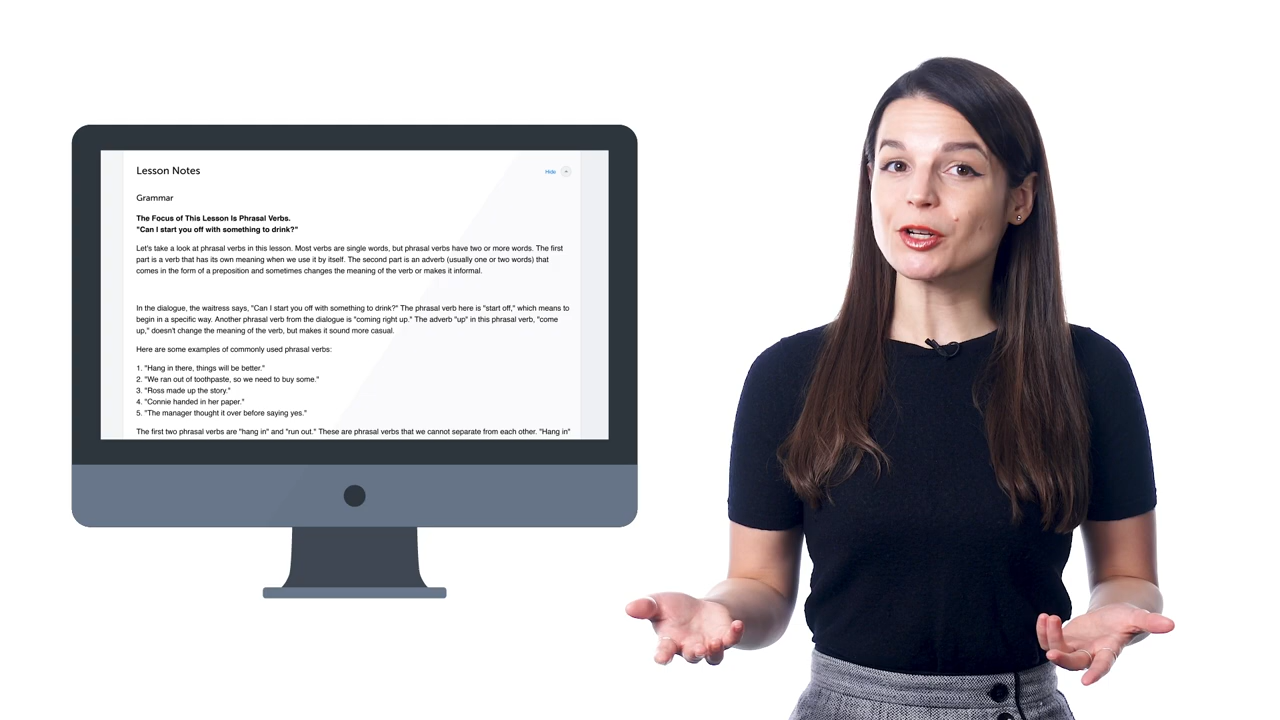 Lesson Notes
Hide
Grammar
The Focus of This Lesson Is Phrasal Verbs.
"Can I start you off with something to drink?"
Let's take a look at phrasal verbs in this lesson. Most verbs are single words, but phrasal verbs have two or more words. The first
part is a verb that has its own meaning when we use it by itself. The second part is an adverb (usually one or two words) that
comes in the form of a preposition and sometimes changes the meaning of the verb or makes it informal.
In the dialogue, the waitress says, "Can I start you off with something to drink?" The phrasal verb here is "start off," which means to
begin in a specific way. Another phrasal verb from the dialogue is "coming right up." The adverb "up" in this phrasal verb, "come
up," doesn't change the meaning of the verb, but makes it sound more casual.
Here are some examples of commonly used phrasal verbs:
1. "Hang in there, things will be better."
2. "We ran out of toothpaste, so we need to buy some."
3. "Ross made up the story."
4. "Connie handed in her paper."
5. "The manager thought it over before saying yes."
The first two phrasal verbs are "hang in" and "run out." These are phrasal verbs that we cannot separate from each other. "Hang in"